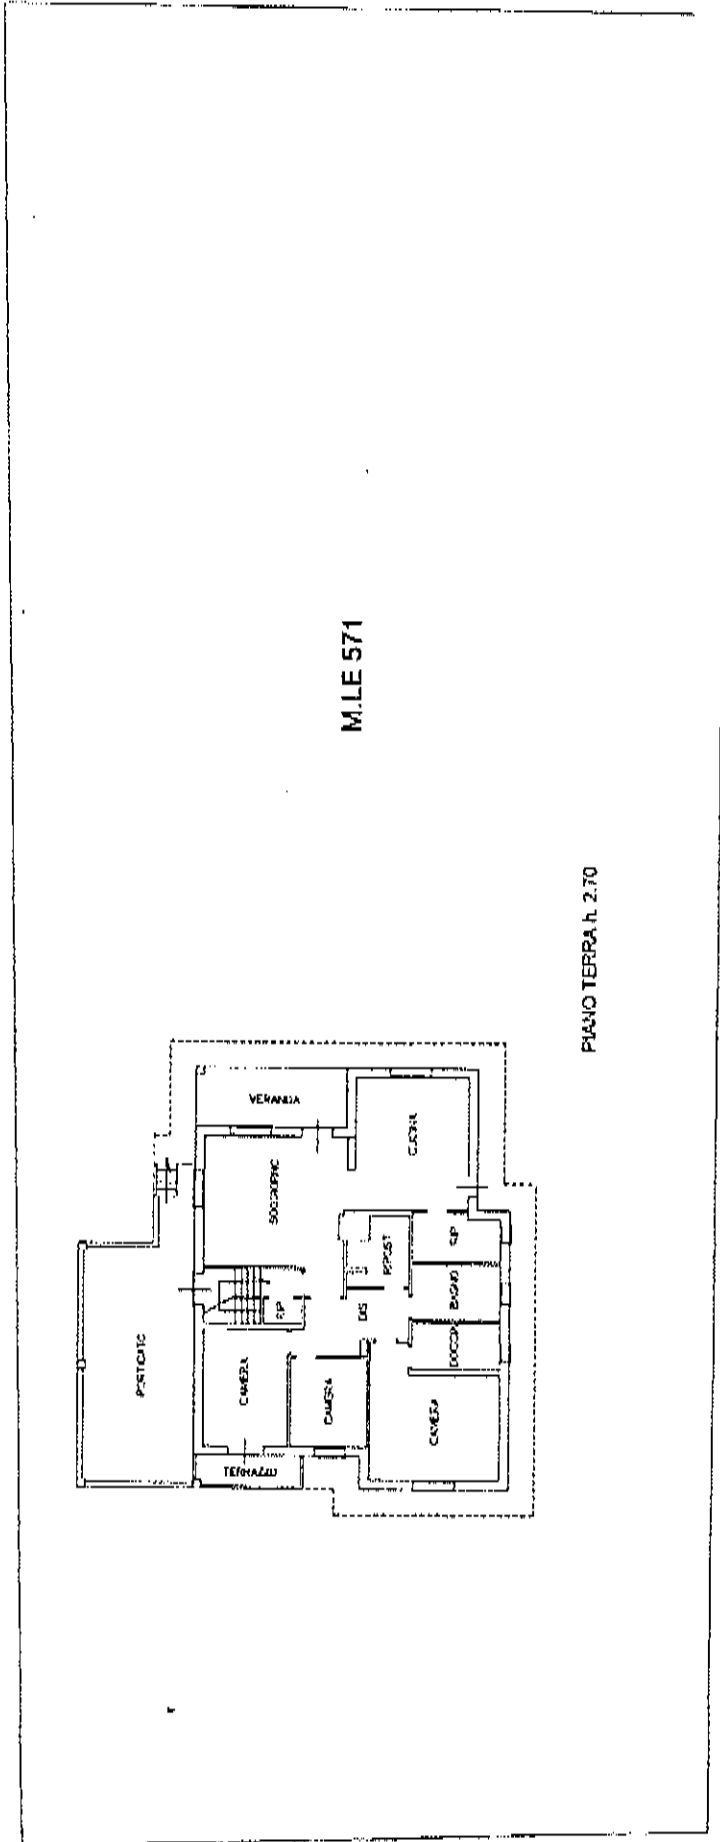 M.LE 571
PIANO TERRA h. 2.70
PORTICATO
VERANDA
SOGGIORNO
CUCINA
RIPOST
RIP
RIP
BAGNO
DOCCIA
DIS
CAMERA
CAMERA
CAMERA
TERRAZZO